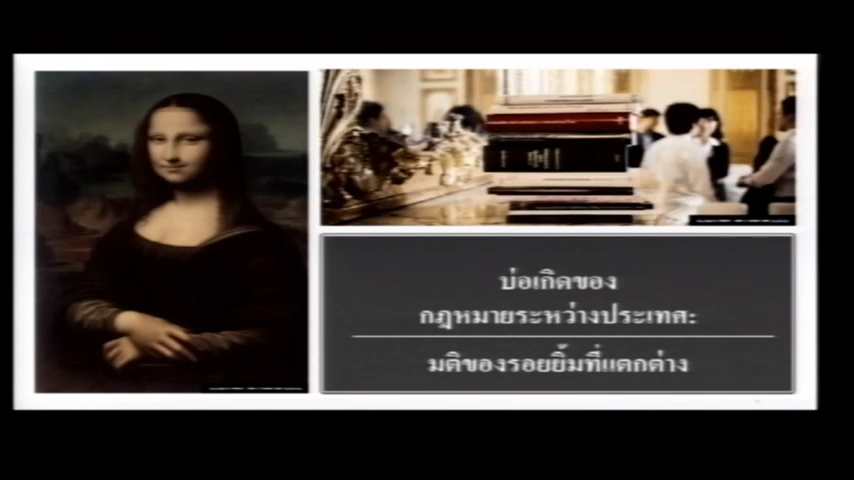 บ่อเกิดของ
กฎหมายระหว่างประเทศ:
มติของรอยยิ้มที่แตกต่าง